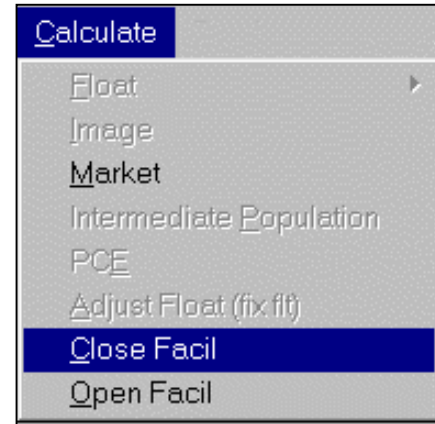 Calculate
Float
Image
Market
Intermediate Population
PCE
Adjust Float (fix flt)
Close Facil
Open Facil